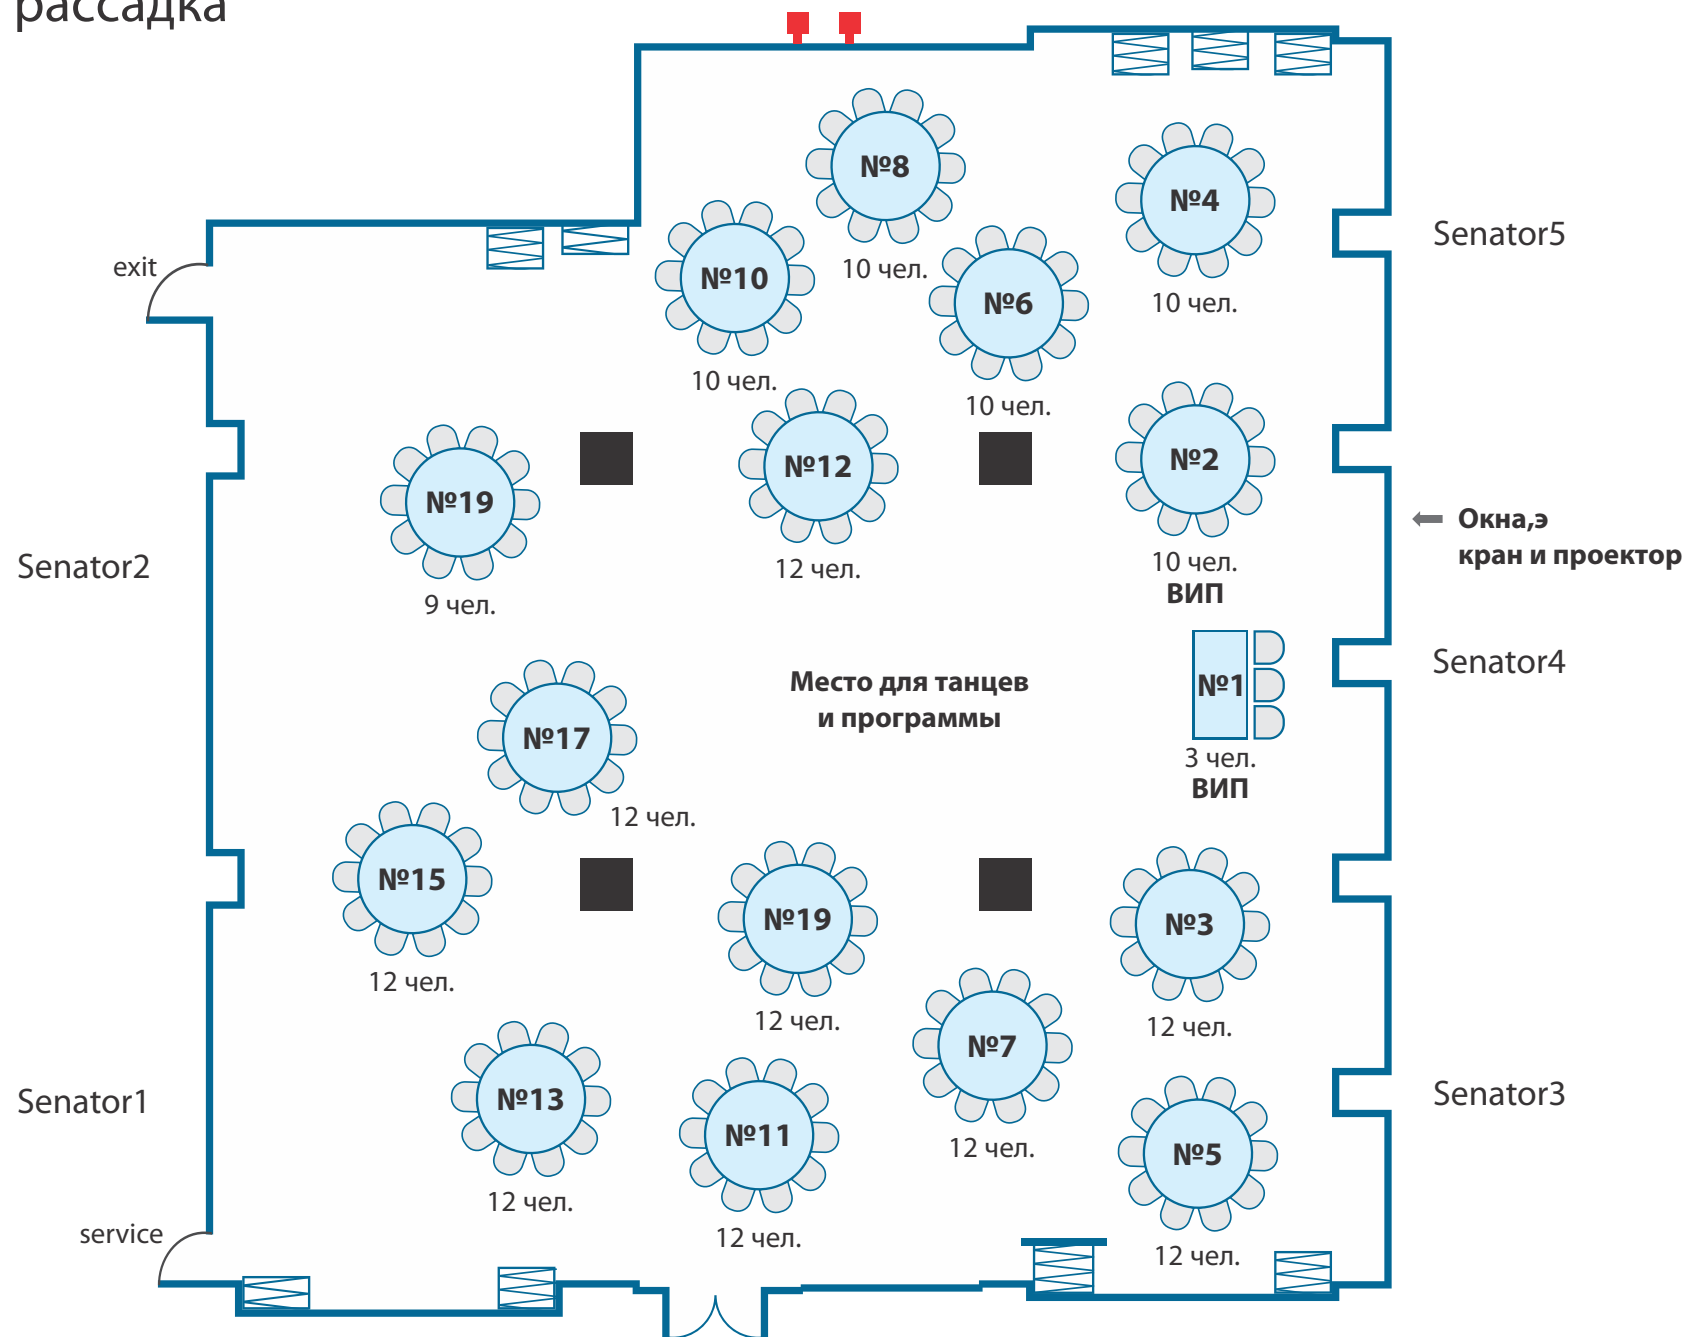 рассадка
№8
№4
Senator5
exit
№10
10 чел.
№6
10 чел.
10 чел.
10 чел.
№12
№2
№19
Окна,э
кран и проектор
Senator2
12 чел.
10 чел.
ВИП
9 чел.
Senator4
Место для танцев
и программы
№1
№17
3 чел.
ВИП
12 чел.
№15
№19
№3
12 чел.
12 чел.
12 чел.
№7
Senator1
№13
Senator3
№11
12 чел.
№5
12 чел.
service
12 чел.
12 чел.